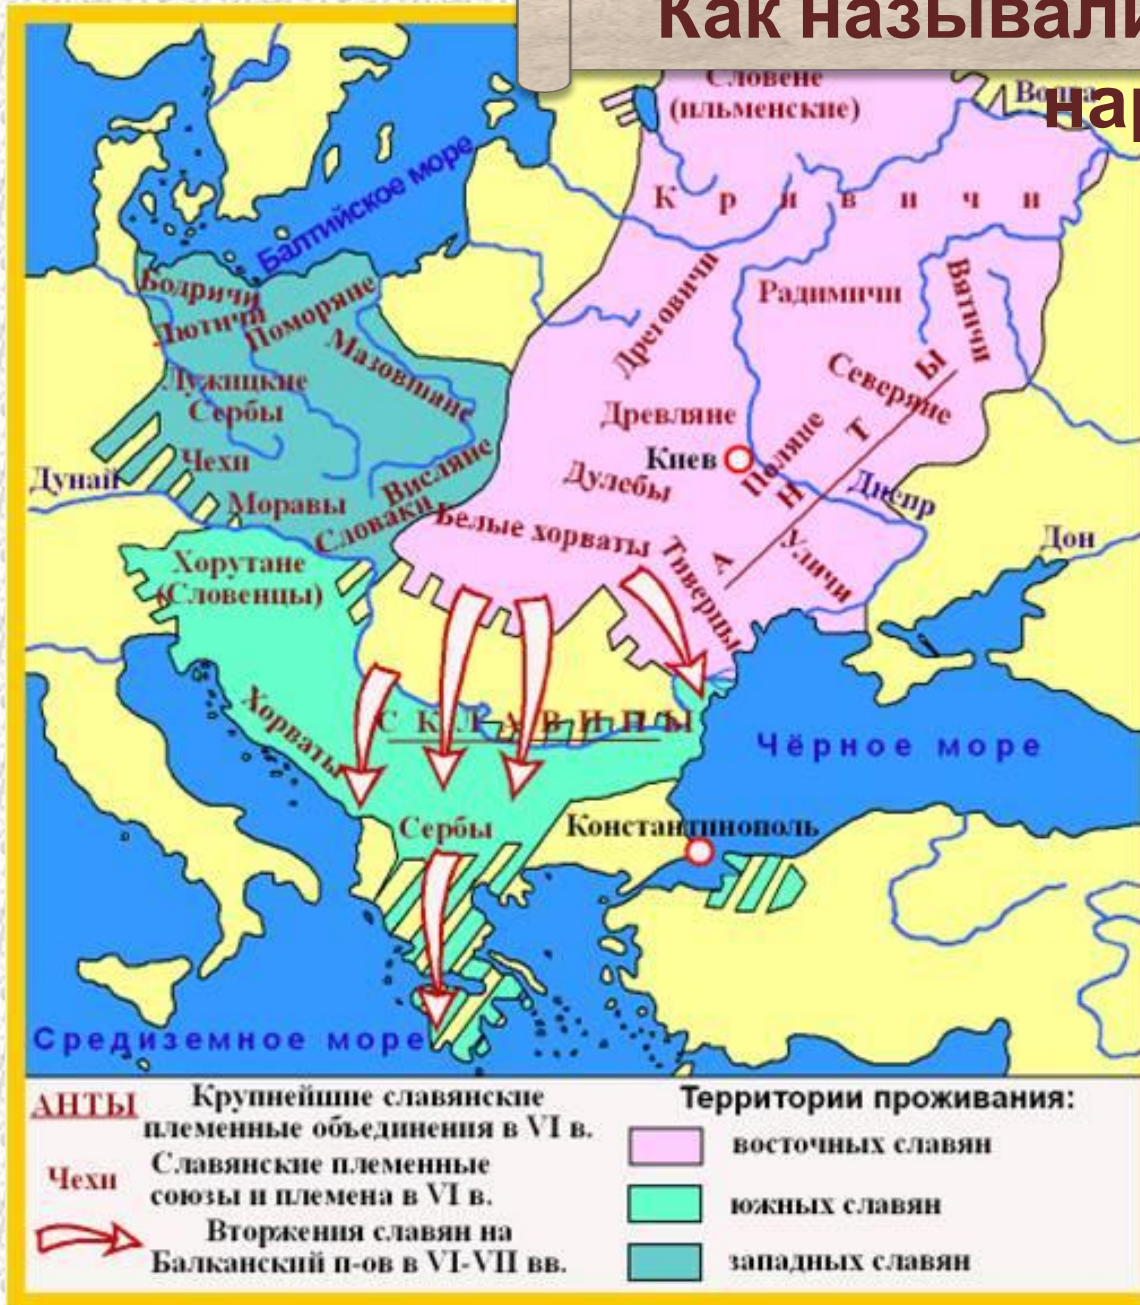 Как называли
нар
Словене
(ильменские)
Волга
Кривичи
Балтийское море
Бодричи
Лютичи
Поморяне
Мазовшане
Дреговичи
Радимичи
Вятичи
Лужицкие
Сербы
Северяне
Древляне
Киев
Поляне
АНТЫ
Дунай
Чехи
Висляне
Дулебы
Днепр
Моравы
Словаки
Белые хорваты
Дон
Хорутане
(Словенцы)
Тиверцы
Уличи
Хорваты
СКЛАВИНЫ
Чёрное море
Сербы
Константинополь
Средиземное море
АНТЫ
Крупнейшие славянские
племенные объединения в VI в.
Чехи
Славянские племенные
союзы и племена в VI в.
Вторжения славян на
Балканский п-ов в VI-VII вв.
Территории проживания:
восточных славян
южных славян
западных славян